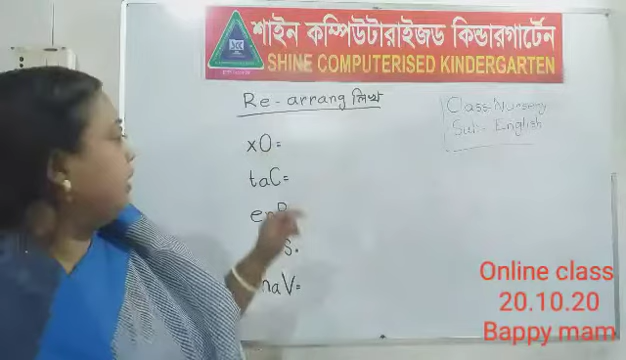 শাইন কম্পিউটারাইজড কিন্ডারগার্টেন
SHINE COMPUTERISED KINDERGARTEN
Re-arrang লিখ
Class-Nursery
Sub:- English
xO=
taC=
naV=
Online class
20.10.20
Bappy mam